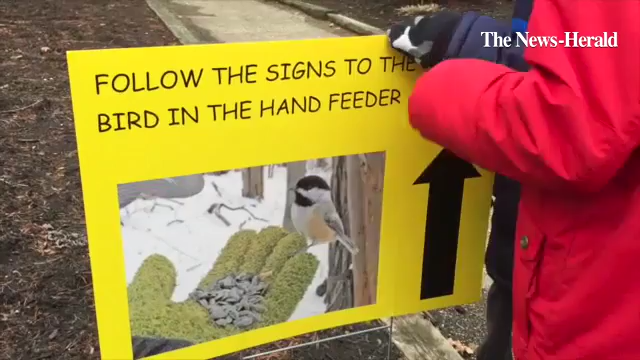 The News-Herald
FOLLOW THE SIGNS TO THE
BIRD IN THE HAND FEEDER